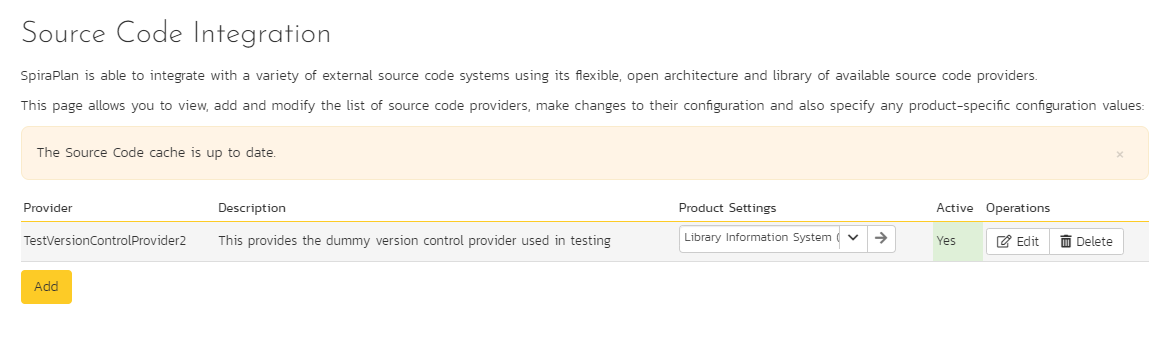 Source Code Integration
SpiraPlan is able to integrate with a variety of external source code systems using its flexible, open architecture and library of available source code providers.
This page allows you to view, add and modify the list of source code providers, make changes to their configuration and also specify any product-specific configuration values:
The Source Code cache is up to date. ×
Provider Description Product Settings Active Operations
TestVersionControlProvider2 This provides the dummy version control provider used in testing Library Information System ( Yes Edit Delete
Add